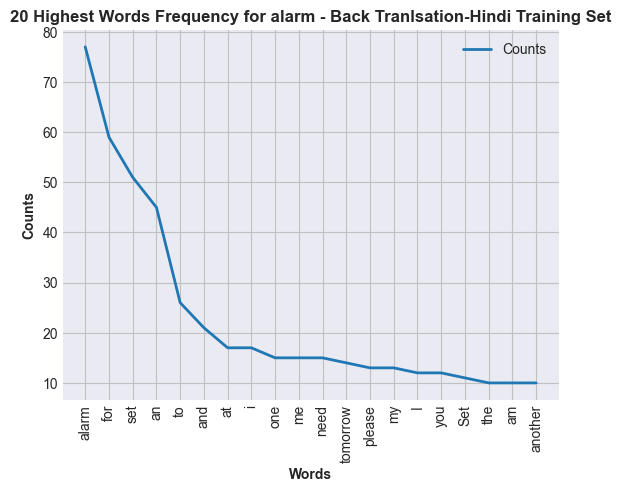 20 Highest Words Frequency for alarm - Back Tranlsation-Hindi Training Set
Counts
80
70
60
50
40
30
20
10
Counts
alarm
for
set
an
to
and
at
i
one
me
need
tomorrow
please
my
I
you
Set
the
am
another
Words